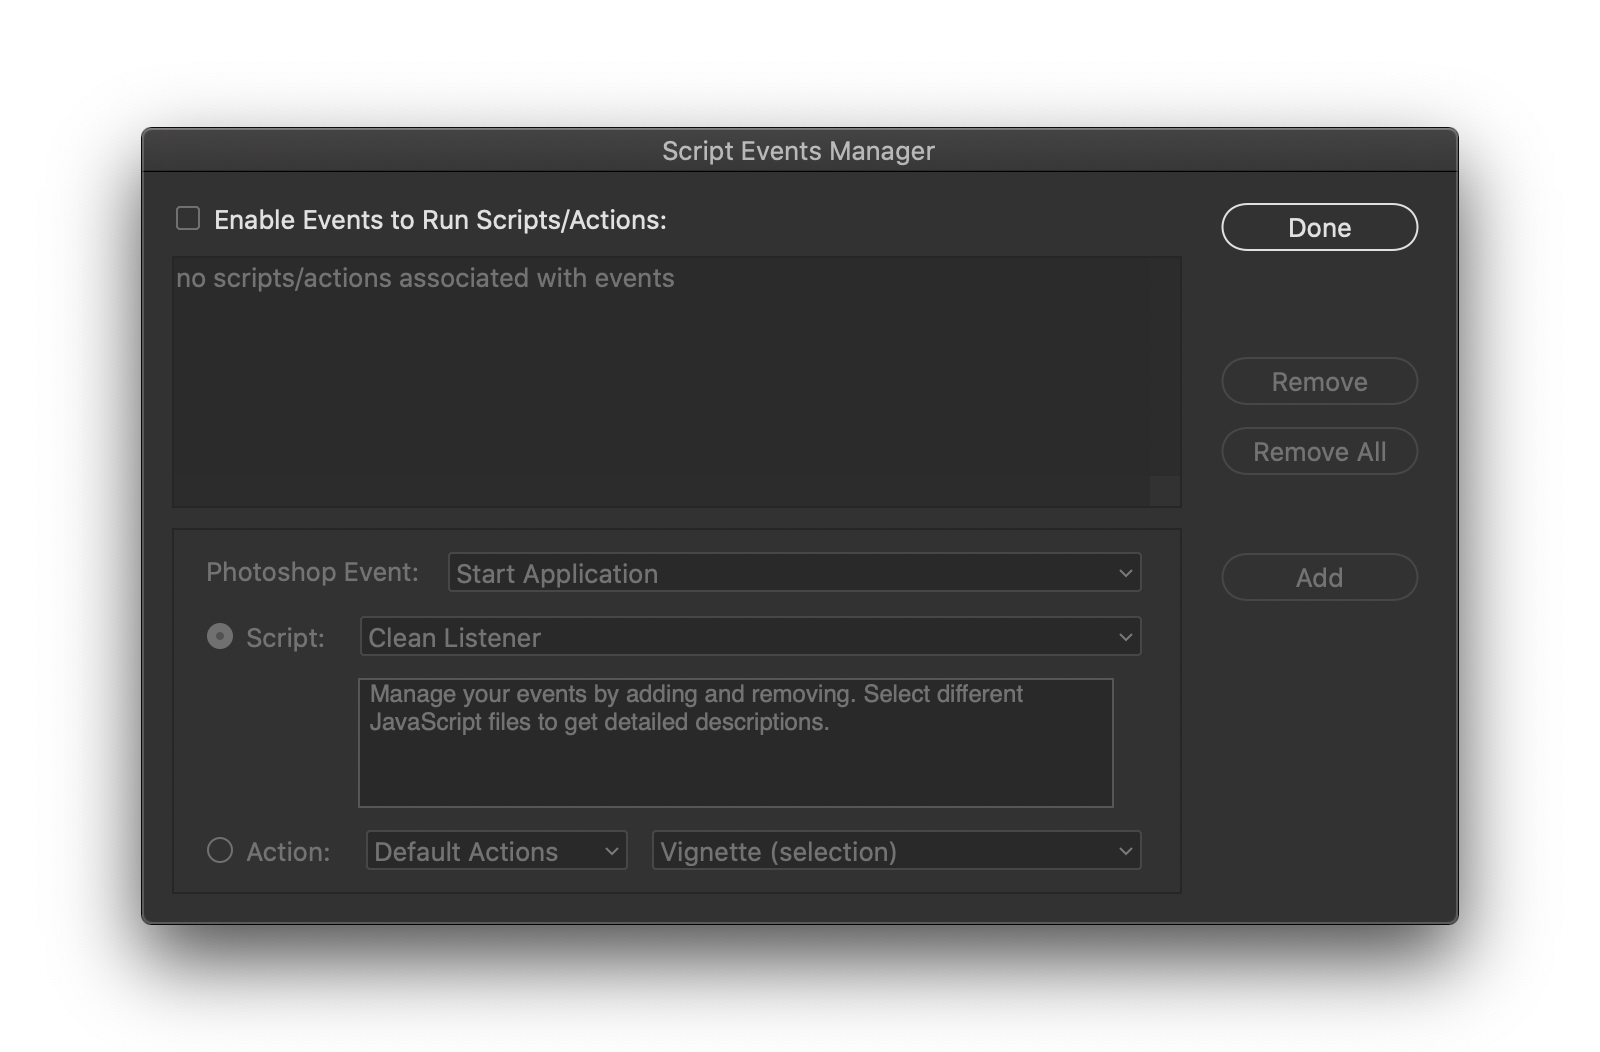 Script Events Manager
Enable Events to Run Scripts/Actions:
Done
no scripts/actions associated with events
Remove
Remove All
Photoshop Event: Start Application
Add
Script: Clean Listener
Manage your events by adding and removing. Select different
JavaScript files to get detailed descriptions.
Action: Default Actions Vignette (selection)